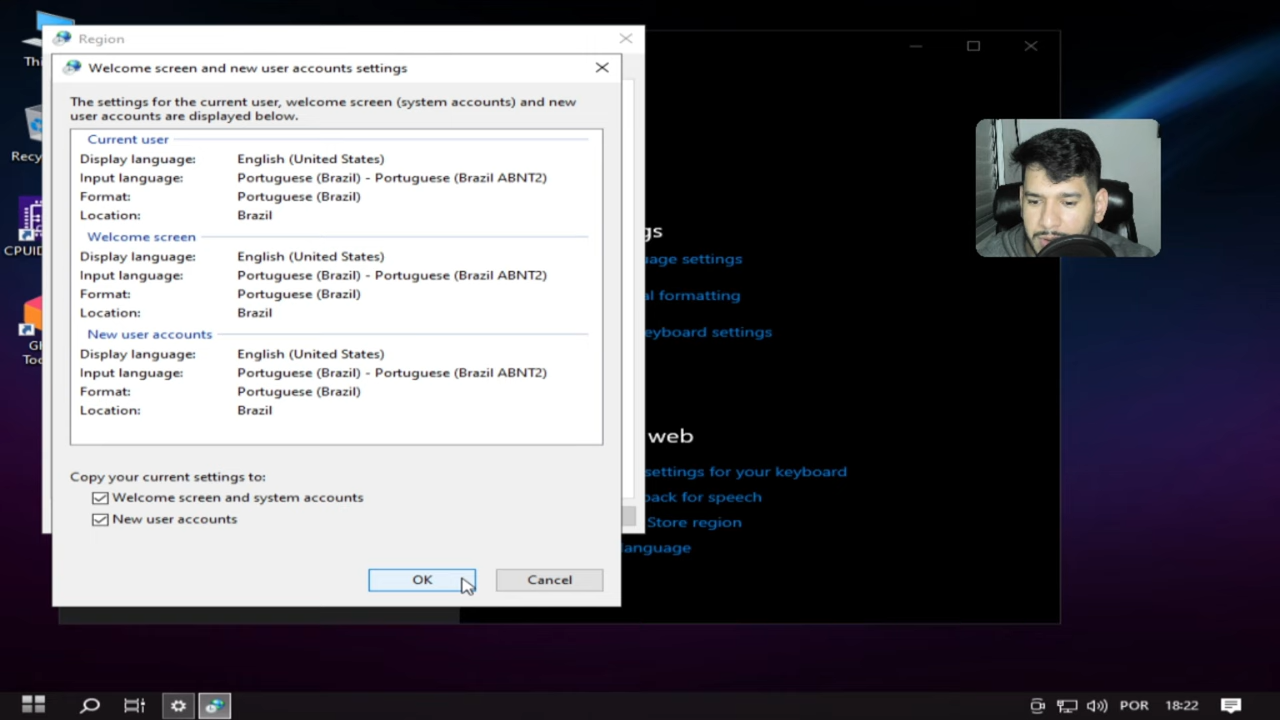 Region
Welcome screen and new user accounts settings
The settings for the current user, welcome screen (system accounts) and new
user accounts are displayed below.
Current user
Display language: English (United States)
Input language: Portuguese (Brazil) - Portuguese (Brazil ABNT2)
Format: Portuguese (Brazil)
Location: Brazil
Welcome screen
Display language: English (United States)
Input language: Portuguese (Brazil) - Portuguese (Brazil ABNT2)
Format: Portuguese (Brazil)
Location: Brazil
New user accounts
Display language: English (United States)
Input language: Portuguese (Brazil) - Portuguese (Brazil ABNT2)
Format: Portuguese (Brazil)
Location: Brazil
Copy your current settings to:
Welcome screen and system accounts
New user accounts
OK
Cancel
Thi
Recy
CPUID
Gh
Too
gs
uage settings
al formatting
eyboard settings
web
settings for your keyboard
back for speech
Store region
language
POR
18:22